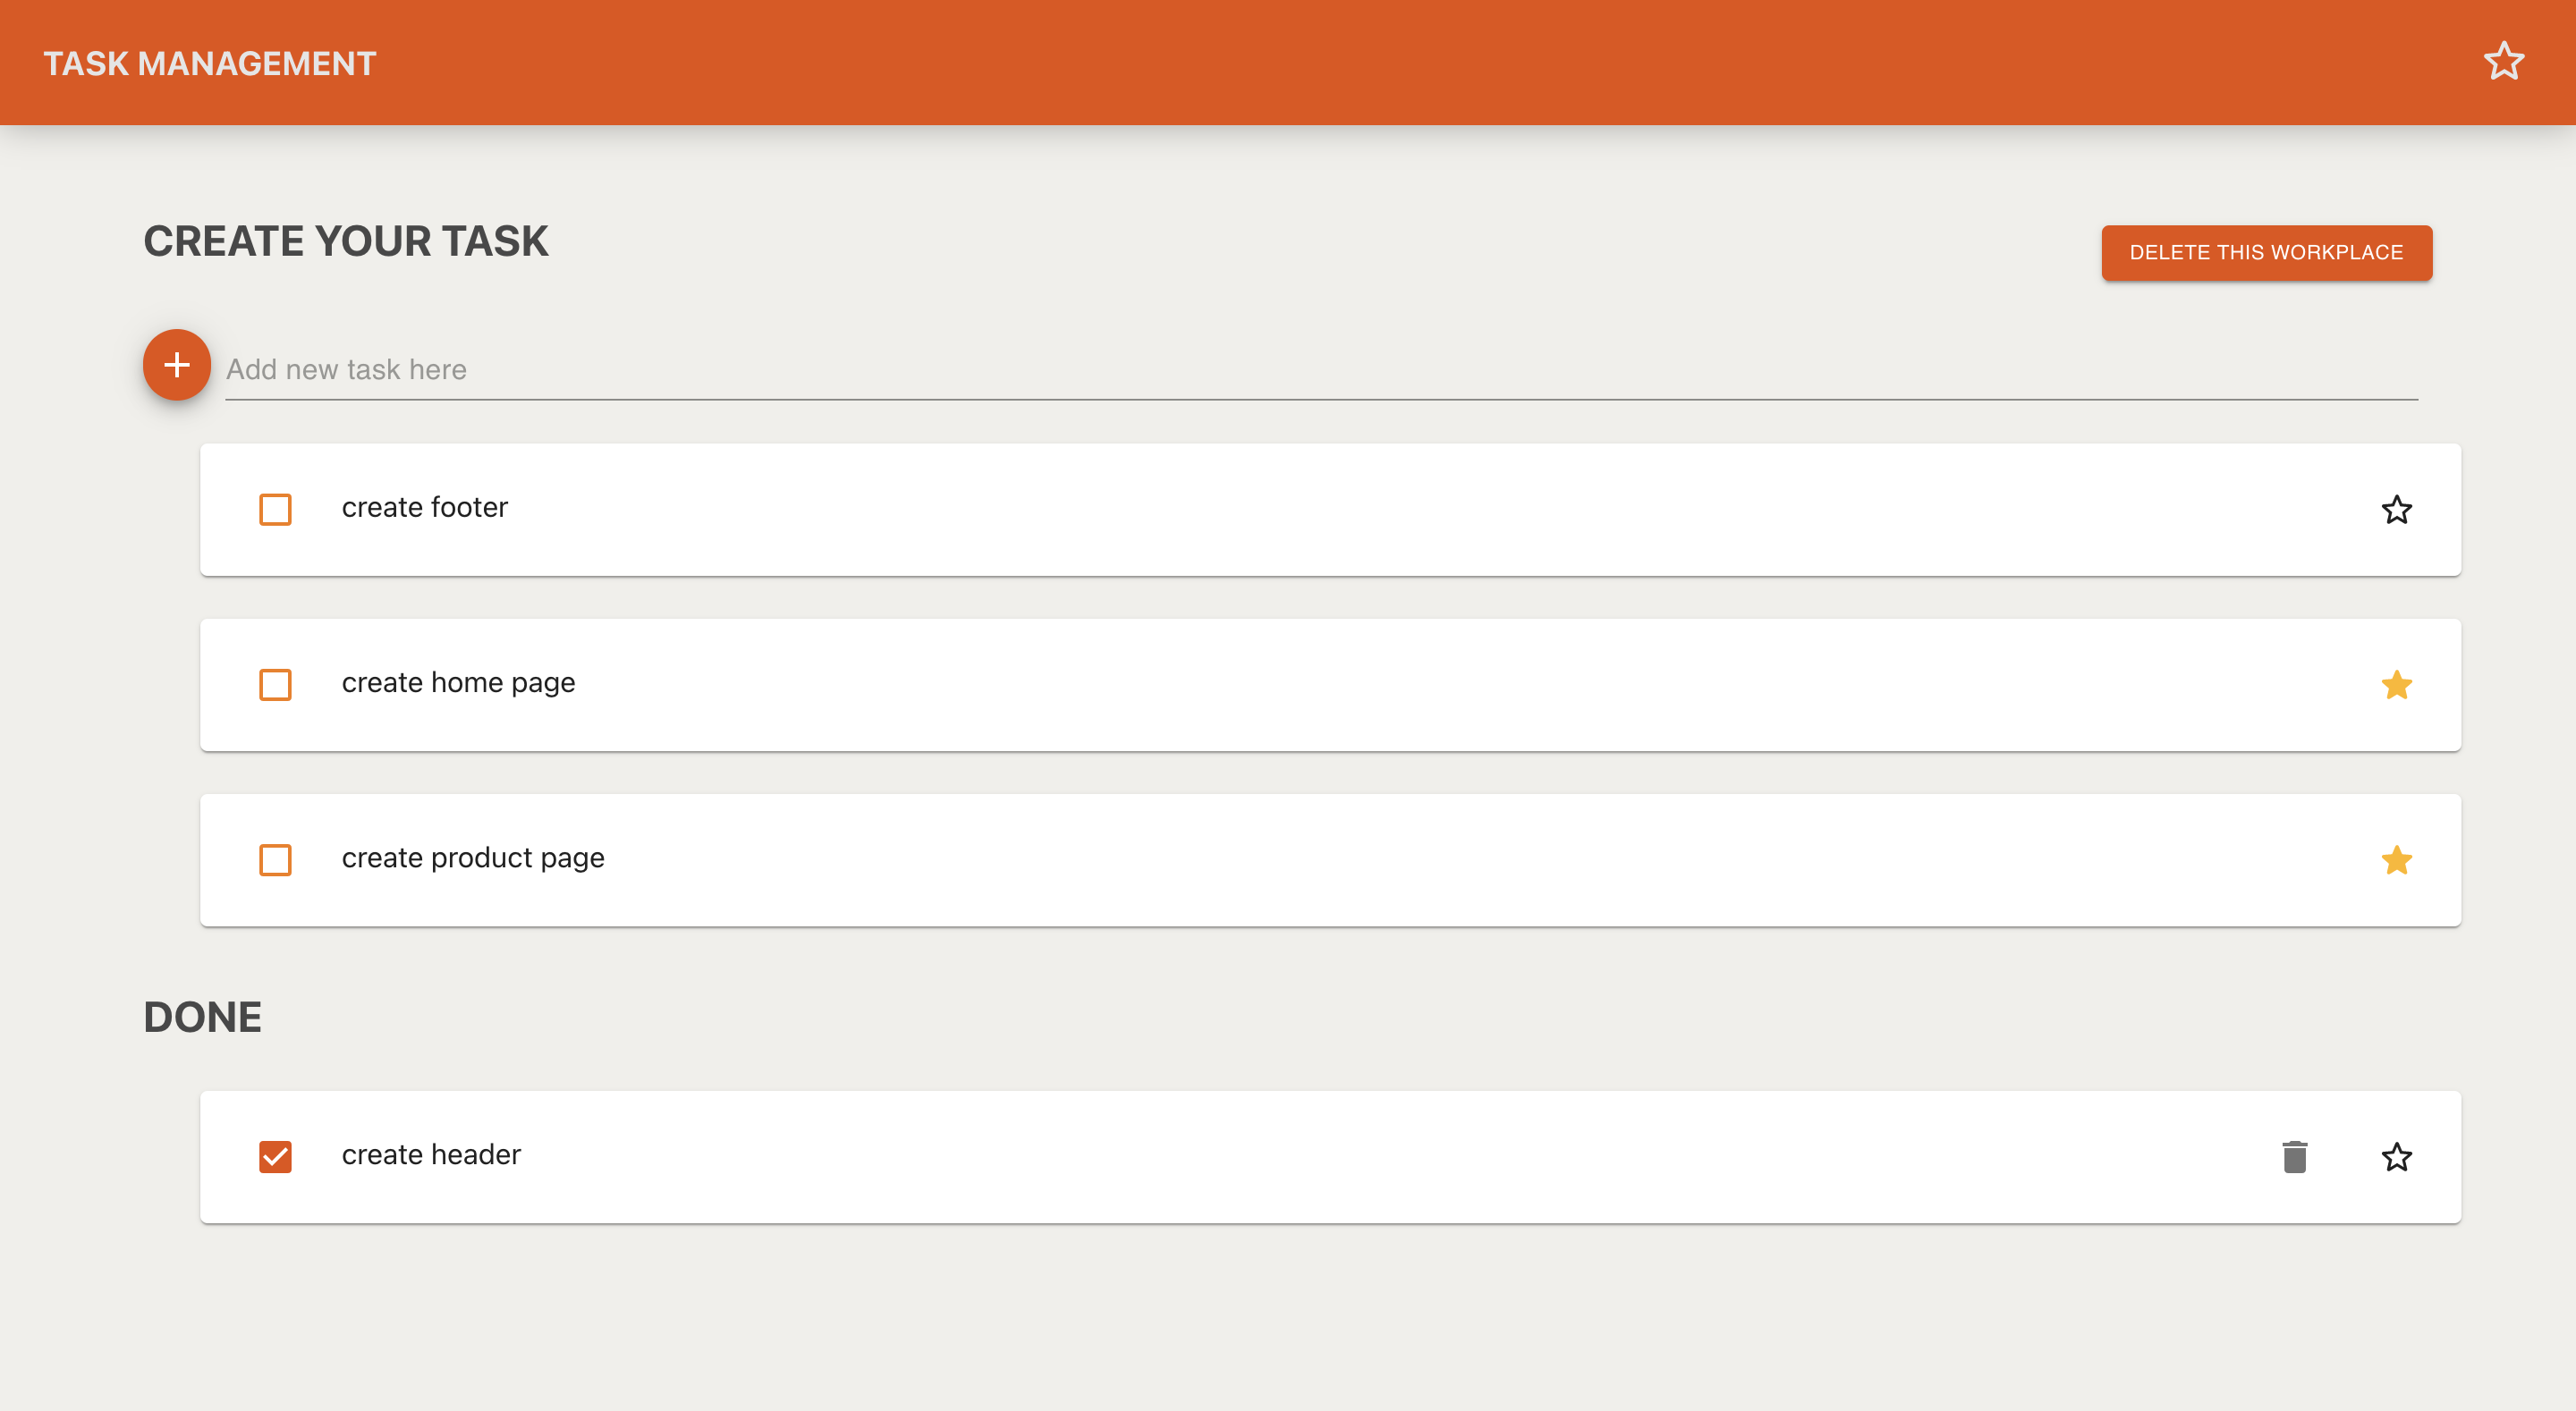 TASK MANAGEMENT
CREATE YOUR TASK
DELETE THIS WORKPLACE
Add new task here
create footer
create home page
create product page
DONE
create header